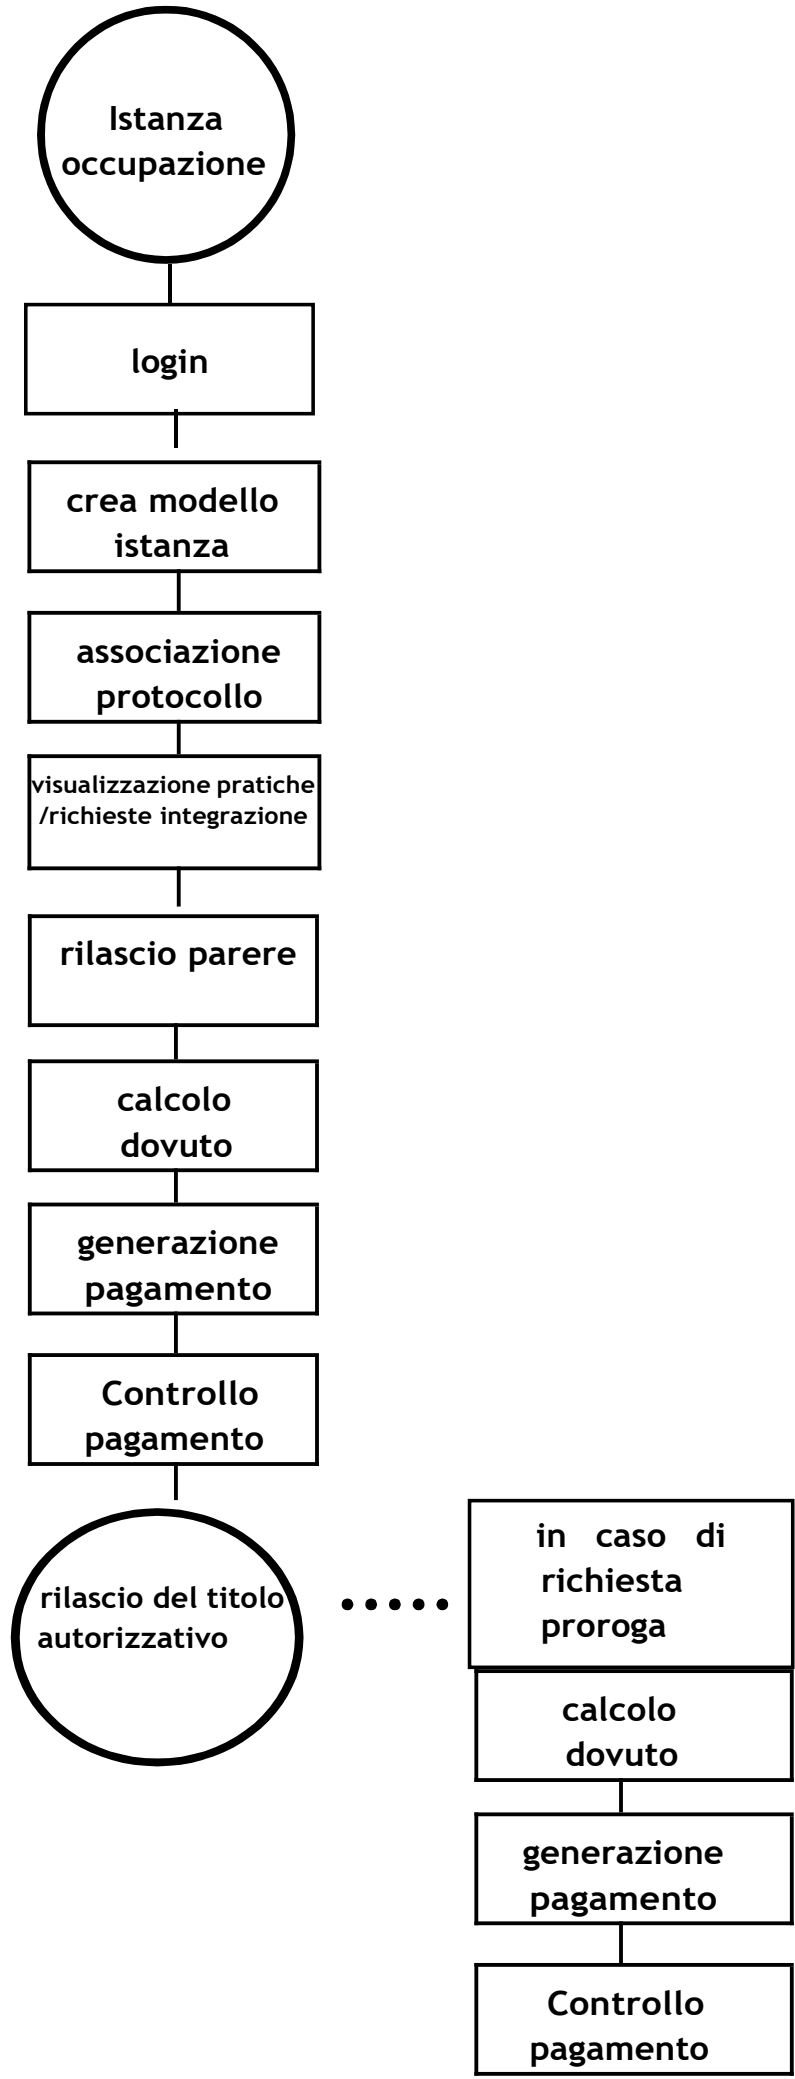 Istanza
occupazione
login
crea modello
istanza
associazione
protocollo
visualizzazione pratiche
/richieste integrazione
rilascio parere
calcolo
dovuto
generazione
pagamento
Controllo
pagamento
rilascio del titolo
autorizzativo
in caso di
richiesta
proroga
calcolo
dovuto
generazione
pagamento
Controllo
pagamento